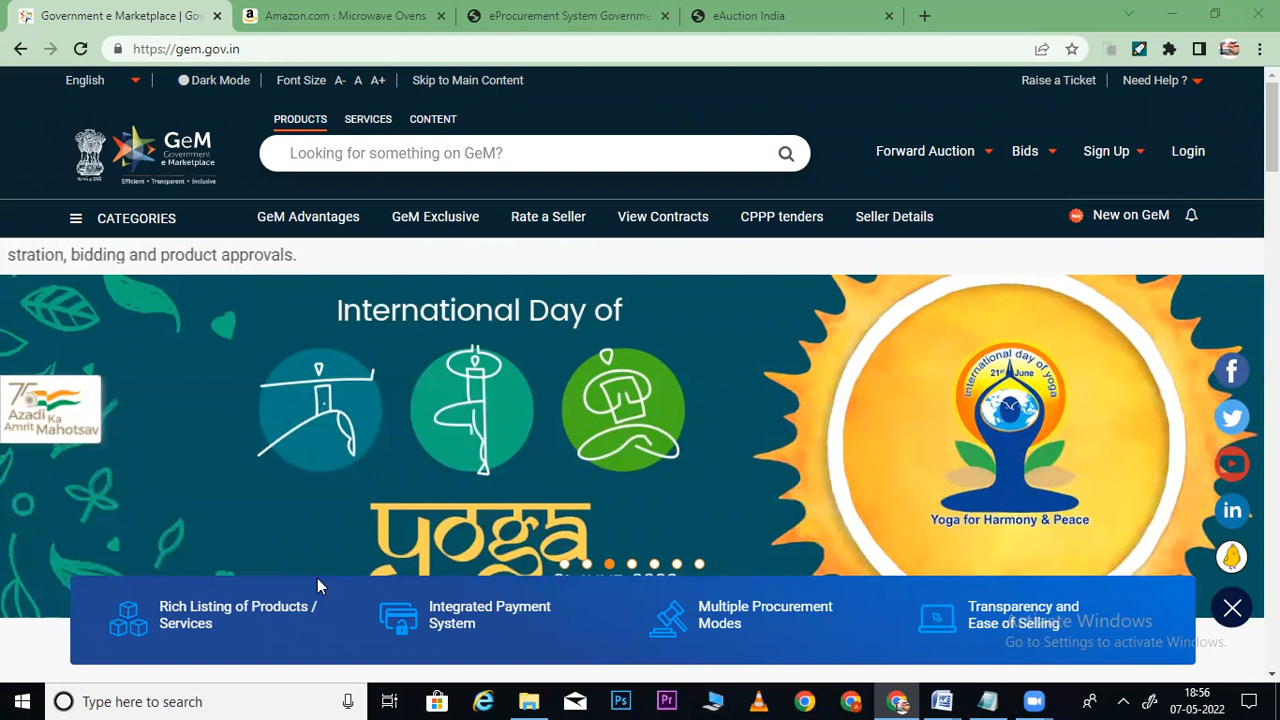 Government e Marketplace | Go
Amazon.com : Microwave Ovens
eProcurement System Governme
eAuction India
https://gem.gov.in
English
Dark Mode
Font Size A- A A+
Skip to Main Content
Raise a Ticket
Need Help ?
PRODUCTS SERVICES CONTENT
GeM
Government
e Marketplace
Efficient • Transparent • Inclusive
Looking for something on GeM?
Forward Auction
Bids
Sign Up
Login
CATEGORIES
GeM Advantages
GeM Exclusive
Rate a Seller
View Contracts
CPPP tenders
Seller Details
New on GeM
stration, bidding and product approvals.
International Day of
yoga
International day of yoga
21st June
Yoga for Harmony & Peace
75
Azadi Ka
Amrit Mahotsav
Rich Listing of Products /
Services
Integrated Payment
System
Multiple Procurement
Modes
Transparency and
Ease of Selling
Activate Windows
Go to Settings to activate Windows.
Type here to search
18:56
07-05-2022